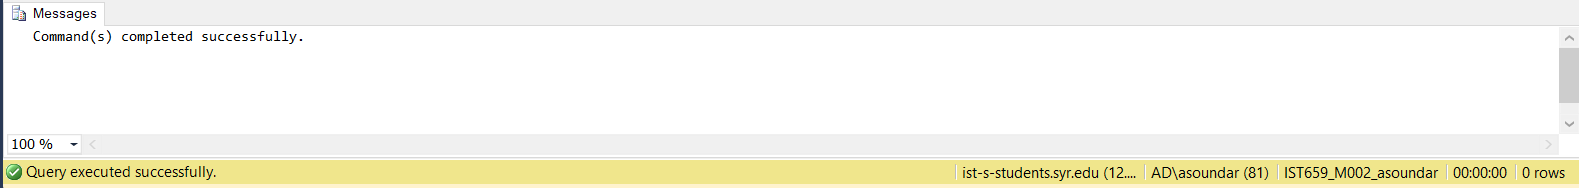 Messages
Command(s) completed successfully.
100 %
Query executed successfully. ist-s-students.syr.edu (12.... AD\asoundar (81) IST659_M002_asoundar 00:00:00 0 rows